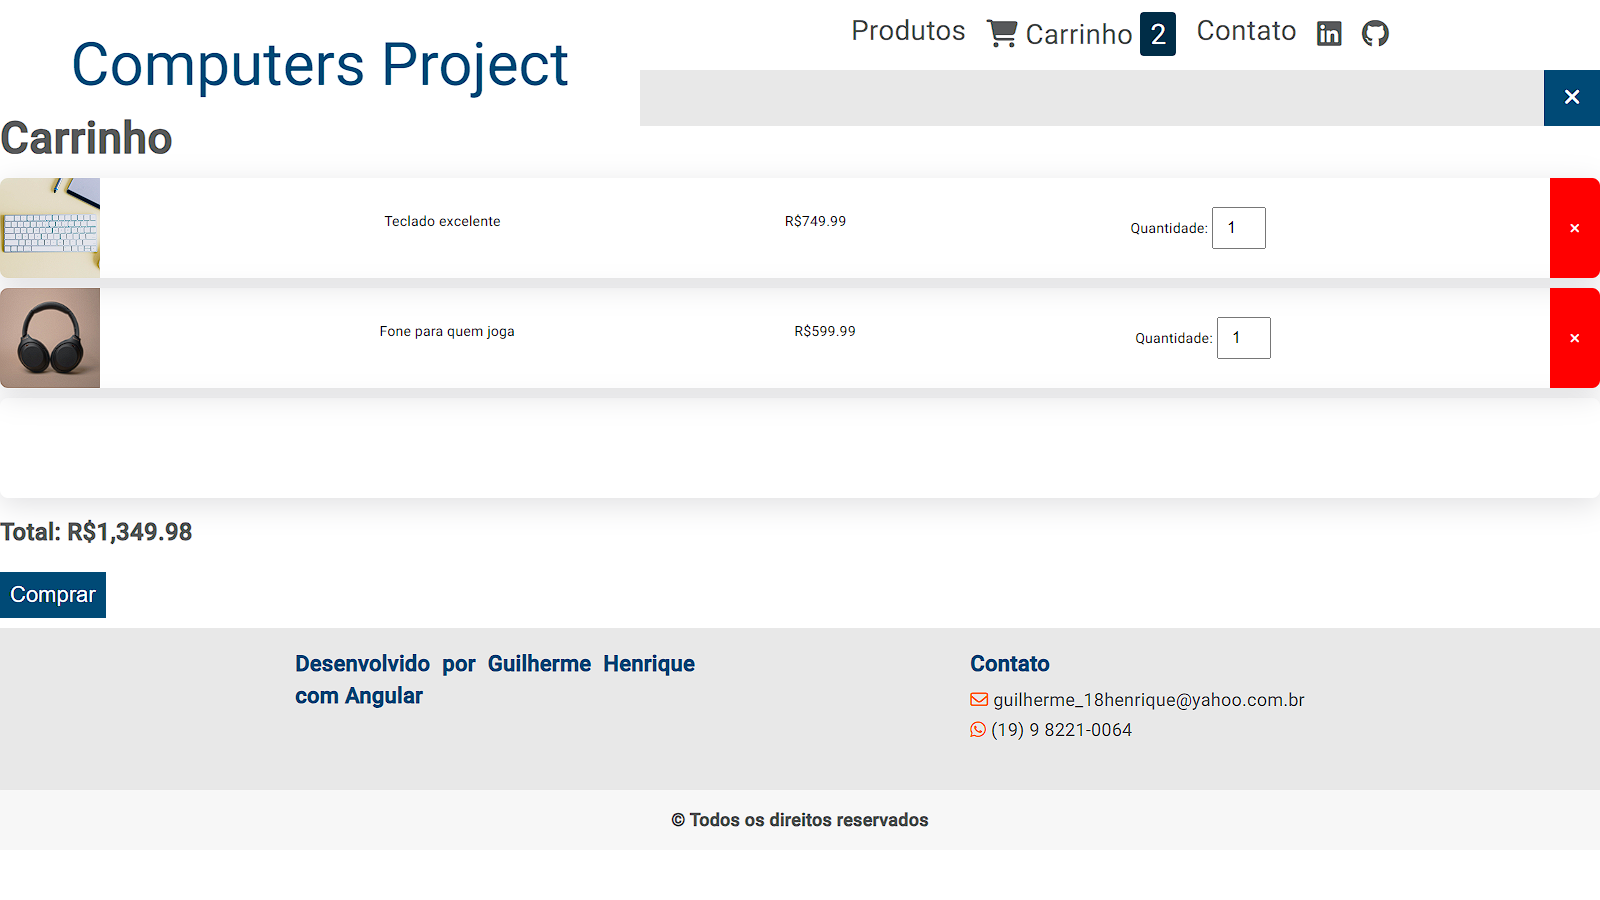 Computers Project
Produtos Carrinho 2 Contato
Carrinho
Teclado excelente R$749.99 Quantidade: 1 ×
Fone para quem joga R$599.99 Quantidade: 1 ×
Total: R$1,349.98
Comprar
Desenvolvido por Guilherme Henrique
com Angular
Contato
guilherme_18henrique@yahoo.com.br
(19) 9 8221-0064
© Todos os direitos reservados